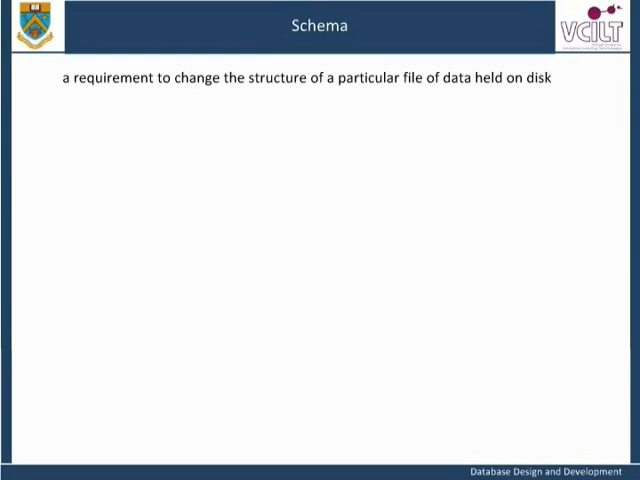 Schema
VCILT
a requirement to change the structure of a particular file of data held on disk
Database Design and Development